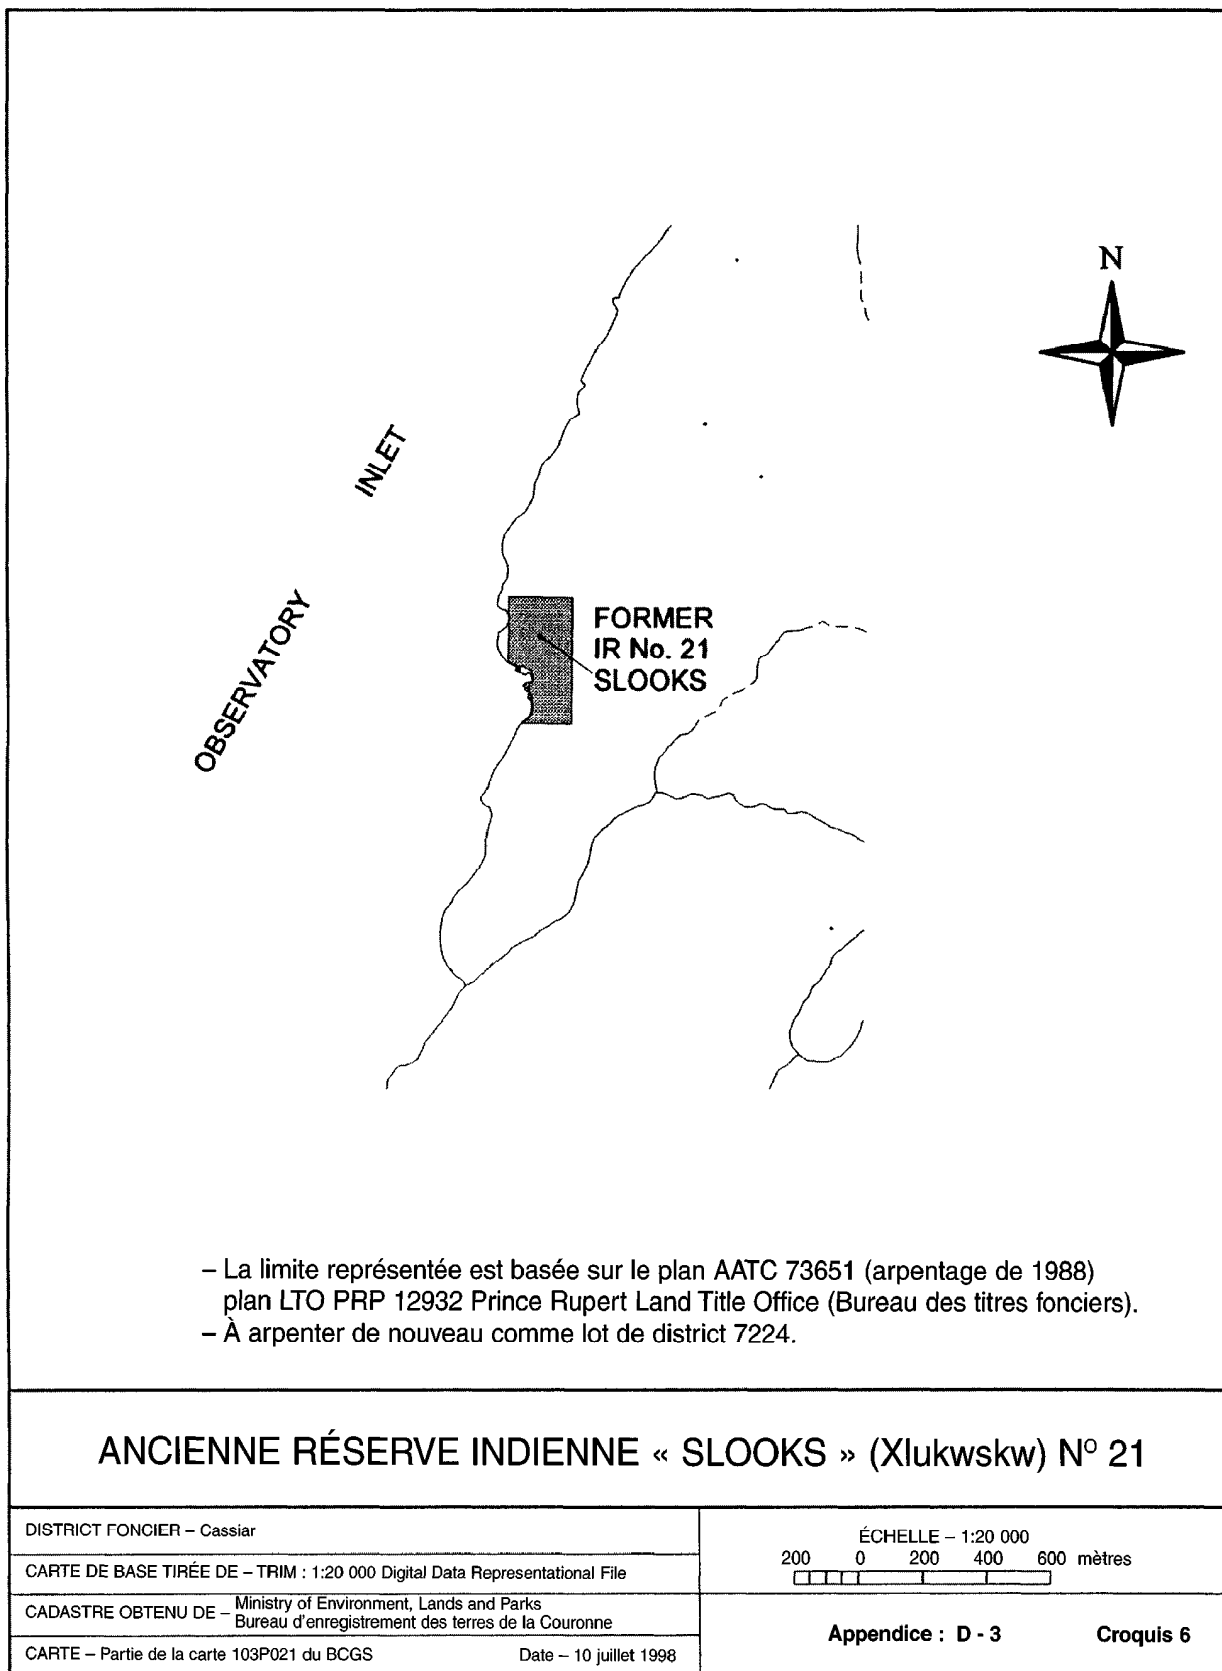 N
INLET
OBSERVATORY
FORMER
IR No. 21
SLOOKS
– La limite représentée est basée sur le plan AATC 73651 (arpentage de 1988)
plan LTO PRP 12932 Prince Rupert Land Title Office (Bureau des titres fonciers).
– À arpenter de nouveau comme lot de district 7224.
ANCIENNE RÉSERVE INDIENNE « SLOOKS » (Xlukwskw) Nº 21
DISTRICT FONCIER – Cassiar
CARTE DE BASE TIRÉE DE – TRIM : 1:20 000 Digital Data Representational File
CADASTRE OBTENU DE – Ministry of Environment, Lands and Parks
Bureau d'enregistrement des terres de la Couronne
CARTE – Partie de la carte 103P021 du BCGS Date – 10 juillet 1998
ÉCHELLE – 1:20 000
200 0 200 400 600 mètres
Appendice : D - 3 Croquis 6